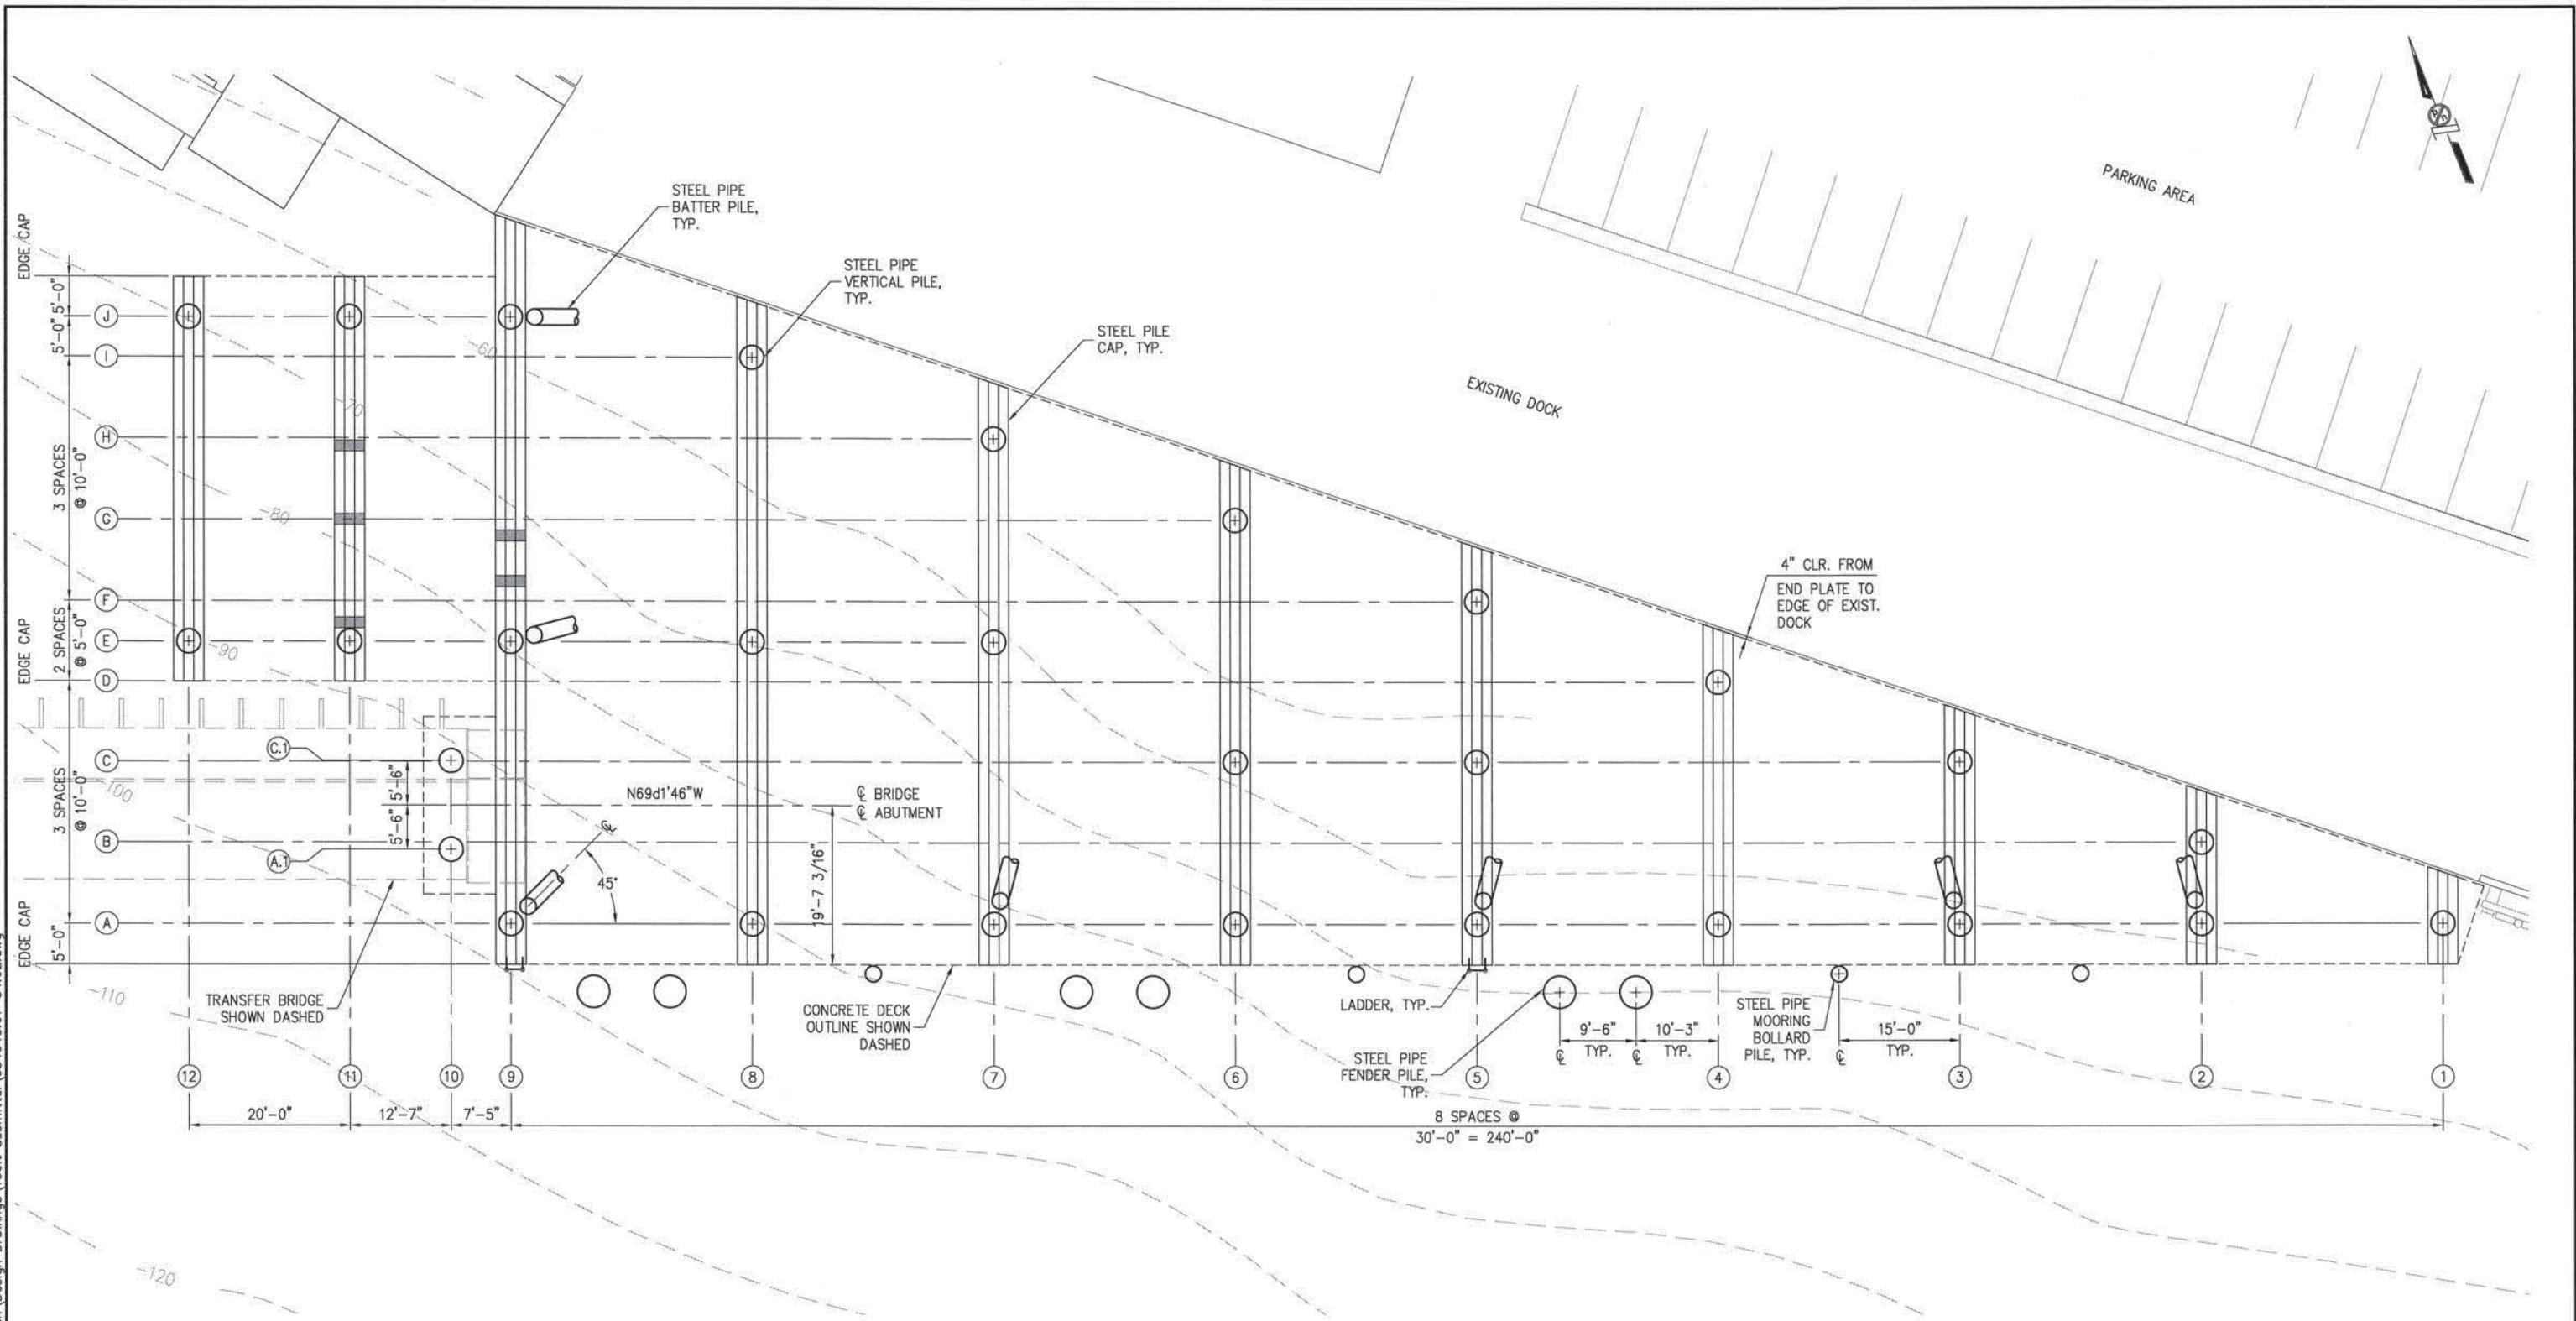 PARKING AREA
STEEL PIPE
BATTER PILE,
TYP.
STEEL PIPE
VERTICAL PILE,
TYP.
STEEL PILE
CAP, TYP.
EXISTING DOCK
4" CLR. FROM
END PLATE TO
EDGE OF EXIST.
DOCK
EDGE CAP
5'-0"
5'-0"
3 SPACES
@ 10'-0"
2 SPACES
@ 5'-0"
EDGE CAP
3 SPACES
@ 10'-0"
5'-0"
EDGE CAP
J
I
H
G
F
E
D
C
B
A
C.1
A.1
-60
-70
-80
-90
-100
-110
-120
5'-6"
5'-6"
N69d1'46"W
℄ BRIDGE
℄ ABUTMENT
19'-7 3/16"
℄
45°
TRANSFER BRIDGE
SHOWN DASHED
CONCRETE DECK
OUTLINE SHOWN
DASHED
LADDER, TYP.
STEEL PIPE
FENDER PILE,
TYP.
9'-6"
TYP.
10'-3"
TYP.
℄
℄
STEEL PIPE
MOORING
BOLLARD
PILE, TYP.
℄
15'-0"
TYP.
12
11
10
9
8
7
6
5
4
3
2
1
20'-0"
12'-7"
7'-5"
8 SPACES @
30'-0" = 240'-0"